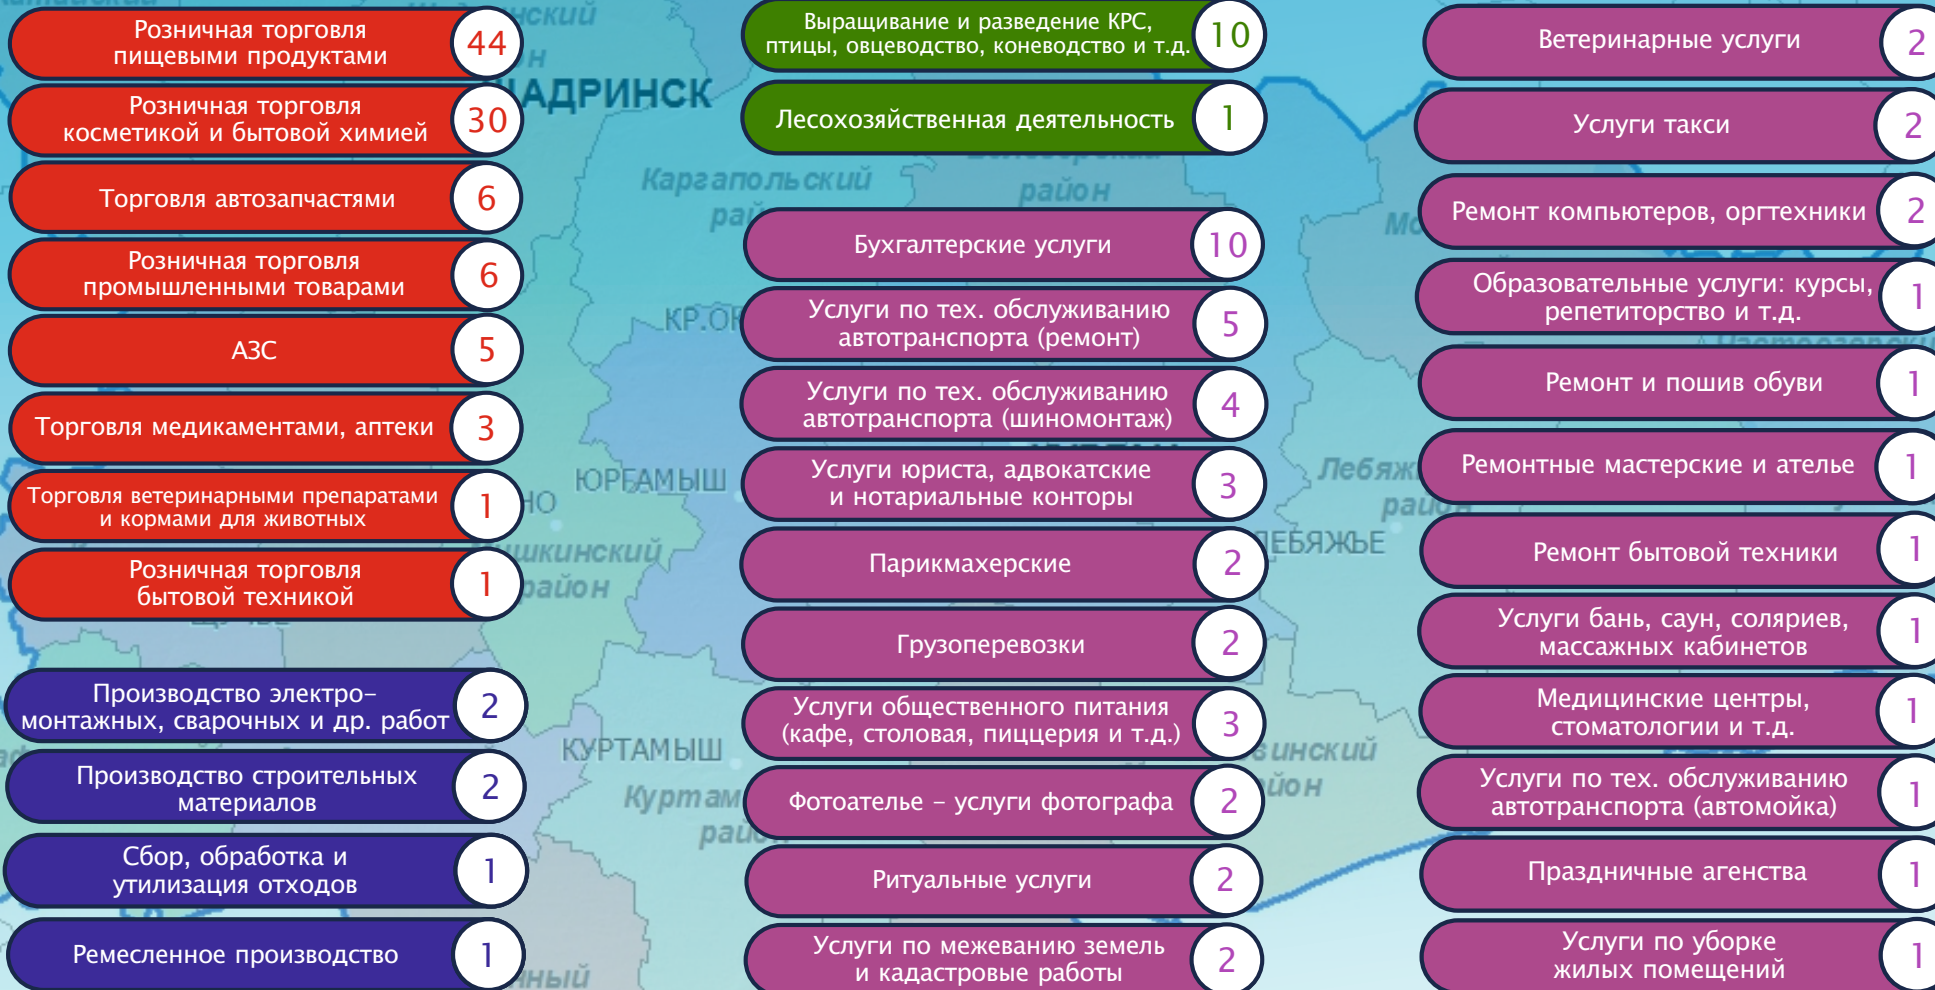 Розничная торговля
пищевыми продуктами
44
Розничная торговля
косметикой и бытовой химией
30
Торговля автозапчастями
6
Розничная торговля
промышленными товарами
6
АЗС
5
Торговля медикаментами, аптеки
3
Торговля ветеринарными препаратами
и кормами для животных
1
Розничная торговля
бытовой техникой
1
Производство электро-
монтажных, сварочных и др. работ
2
Производство строительных
материалов
2
Сбор, обработка и
утилизация отходов
1
Ремесленное производство
1
Выращивание и разведение КРС,
птицы, овцеводство, коневодство и т.д.
10
Лесохозяйственная деятельность
1
Бухгалтерские услуги
10
Услуги по тех. обслуживанию
автотранспорта (ремонт)
5
Услуги по тех. обслуживанию
автотранспорта (шиномонтаж)
4
Услуги юриста, адвокатские
и нотариальные конторы
3
Парикмахерские
2
Грузоперевозки
2
Услуги общественного питания
(кафе, столовая, пиццерия и т.д.)
3
Фотоателье – услуги фотографа
2
Ритуальные услуги
2
Услуги по межеванию земель
и кадастровые работы
2
Ветеринарные услуги
2
Услуги такси
2
Ремонт компьютеров, оргтехники
2
Образовательные услуги: курсы,
репетиторство и т.д.
1
Ремонт и пошив обуви
1
Ремонтные мастерские и ателье
1
Ремонт бытовой техники
1
Услуги бань, саун, соляриев,
массажных кабинетов
1
Медицинские центры,
стоматологии и т.д.
1
Услуги по тех. обслуживанию
автотранспорта (автомойка)
1
Праздничные агенства
1
Услуги по уборке
жилых помещений
1
АДРИНСК
Каргапольский
район
КР.ОК
ЮРГАМЫШ
район
КУРТАМЫШ
Куртам
ЛЕБЯЖЬЕ
Лебяж
район